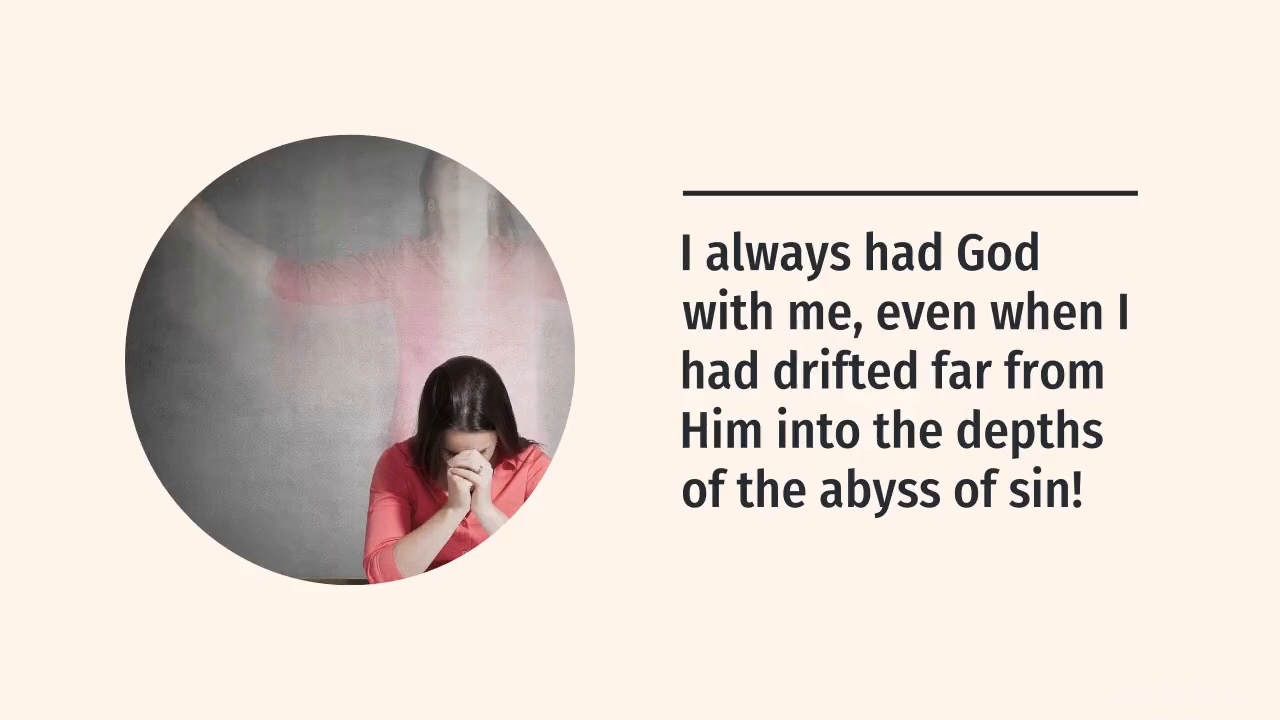 I always had God
with me, even when I
had drifted far from
Him into the depths
of the abyss of sin!